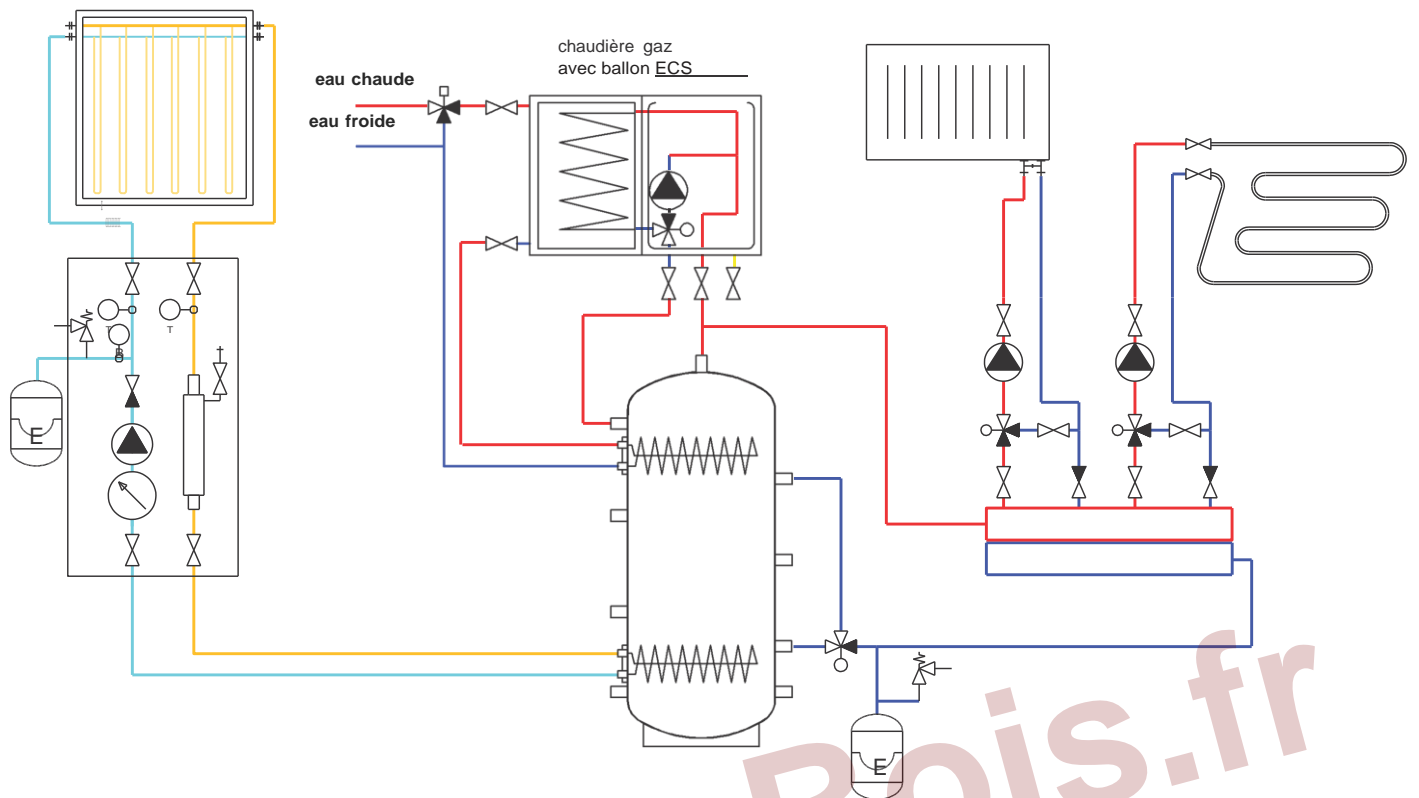 chaudière gaz
avec ballon ECS
eau chaude
eau froide
T
T
E
E
Bois.fr